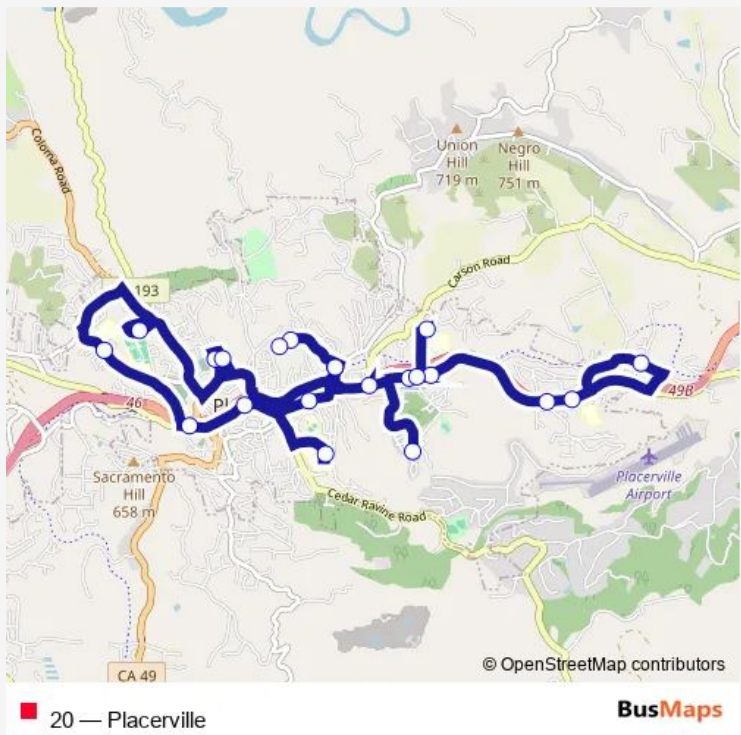 Coloma Road
Union
Hill
719 m
Negro
Hill
751 m
Carson Road
193
46
Pl
49B
Placerville
Airport
Sacramento
Hill
658 m
Cedar Ravine Road
CA 49
© OpenStreetMap contributors
20 — Placerville
BusMaps